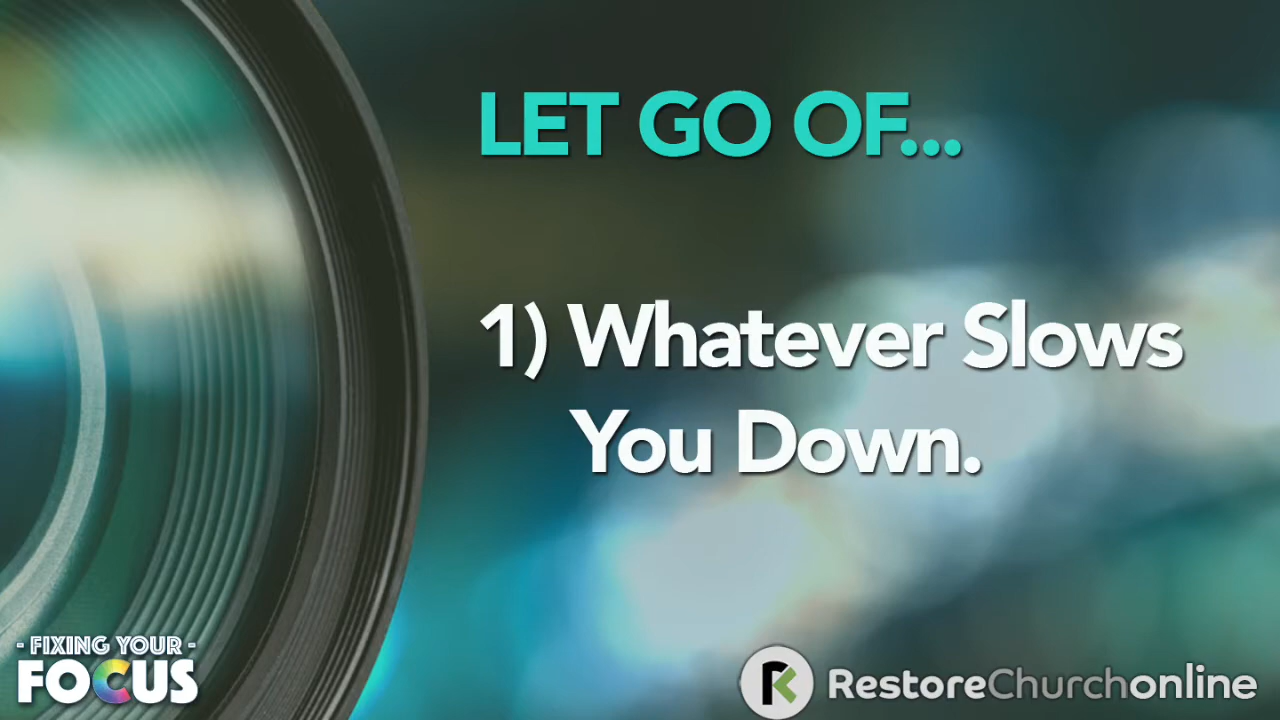 LET GO OF...
1) Whatever Slows
You Down.
- FIXING YOUR -
FOCUS
RestoreChurchonline